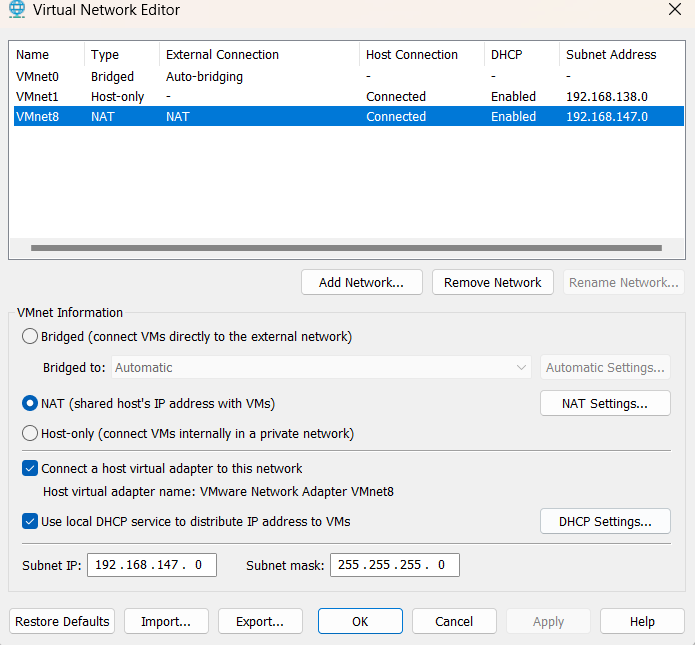 Virtual Network Editor
Name Type External Connection Host Connection DHCP Subnet Address
VMnet0 Bridged Auto-bridging - - -
VMnet1 Host-only - Connected Enabled 192.168.138.0
VMnet8 NAT NAT Connected Enabled 192.168.147.0
Add Network... Remove Network Rename Network...
VMnet Information
Bridged (connect VMs directly to the external network)
Bridged to: Automatic Automatic Settings...
NAT (shared host's IP address with VMs) NAT Settings...
Host-only (connect VMs internally in a private network)
Connect a host virtual adapter to this network
Host virtual adapter name: VMware Network Adapter VMnet8
Use local DHCP service to distribute IP address to VMs DHCP Settings...
Subnet IP: 192 . 168 . 147 . 0 Subnet mask: 255 . 255 . 255 . 0
Restore Defaults Import... Export... OK Cancel Apply Help